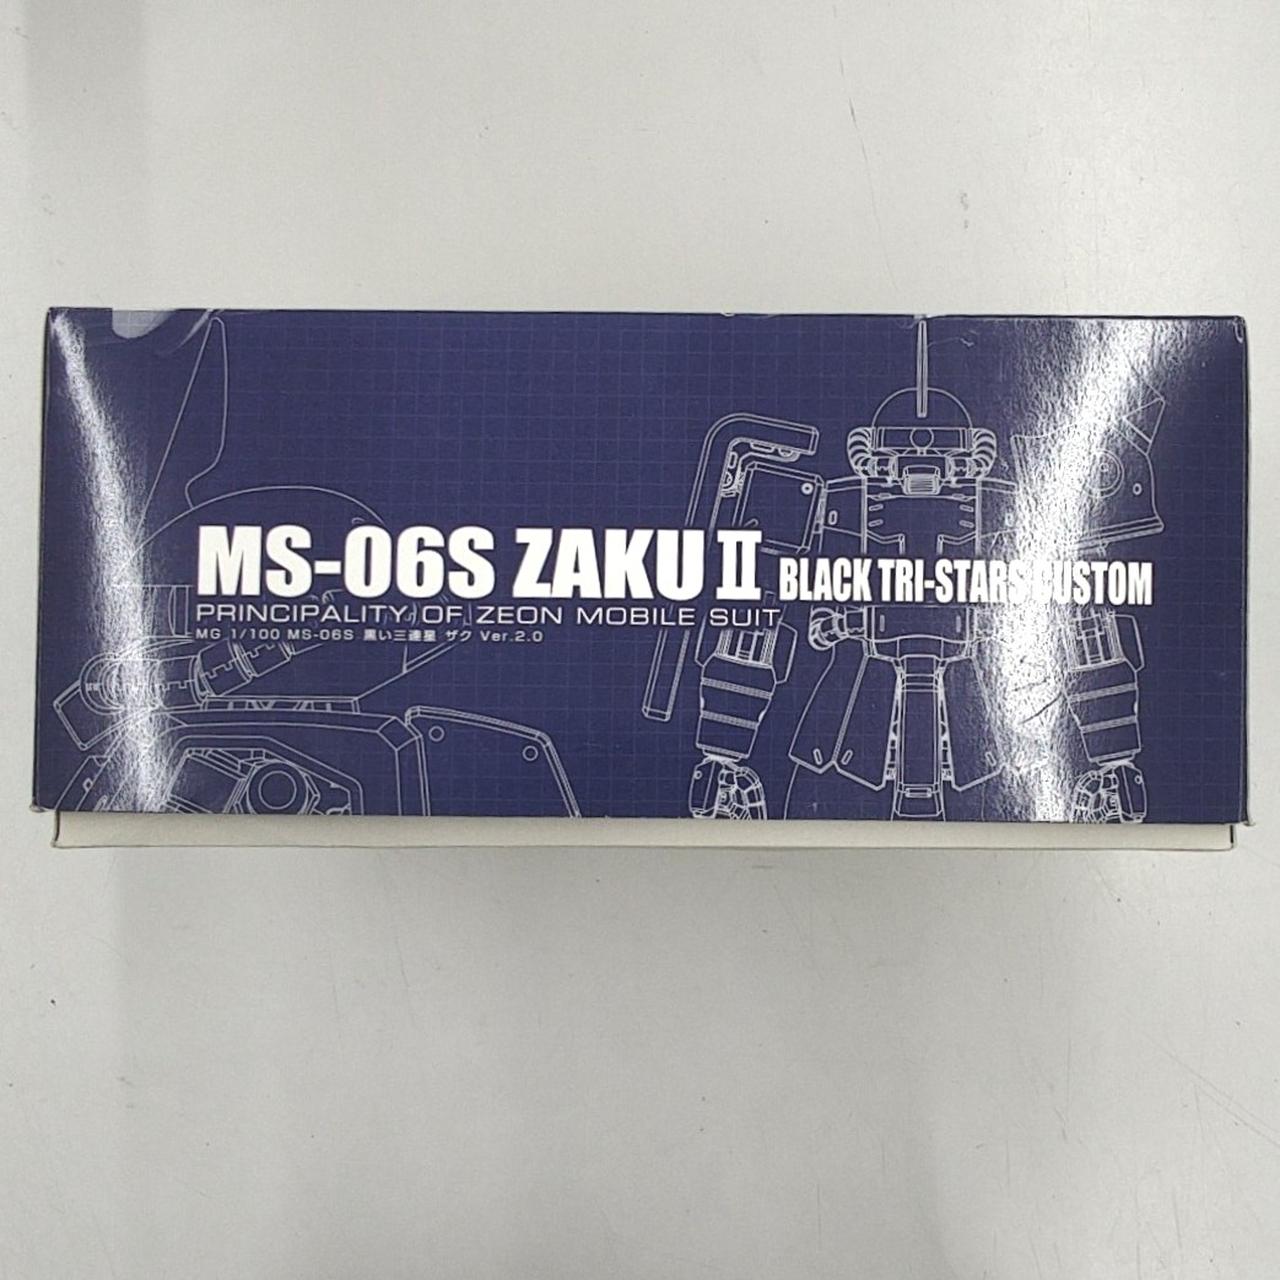 MS-06S ZAKU II BLACK TRI-STARS CUSTOM
PRINCIPALITY OF ZEON MOBILE SUIT
MG 1/100 MS-06S 黒い三連星 ザク Ver.2.0